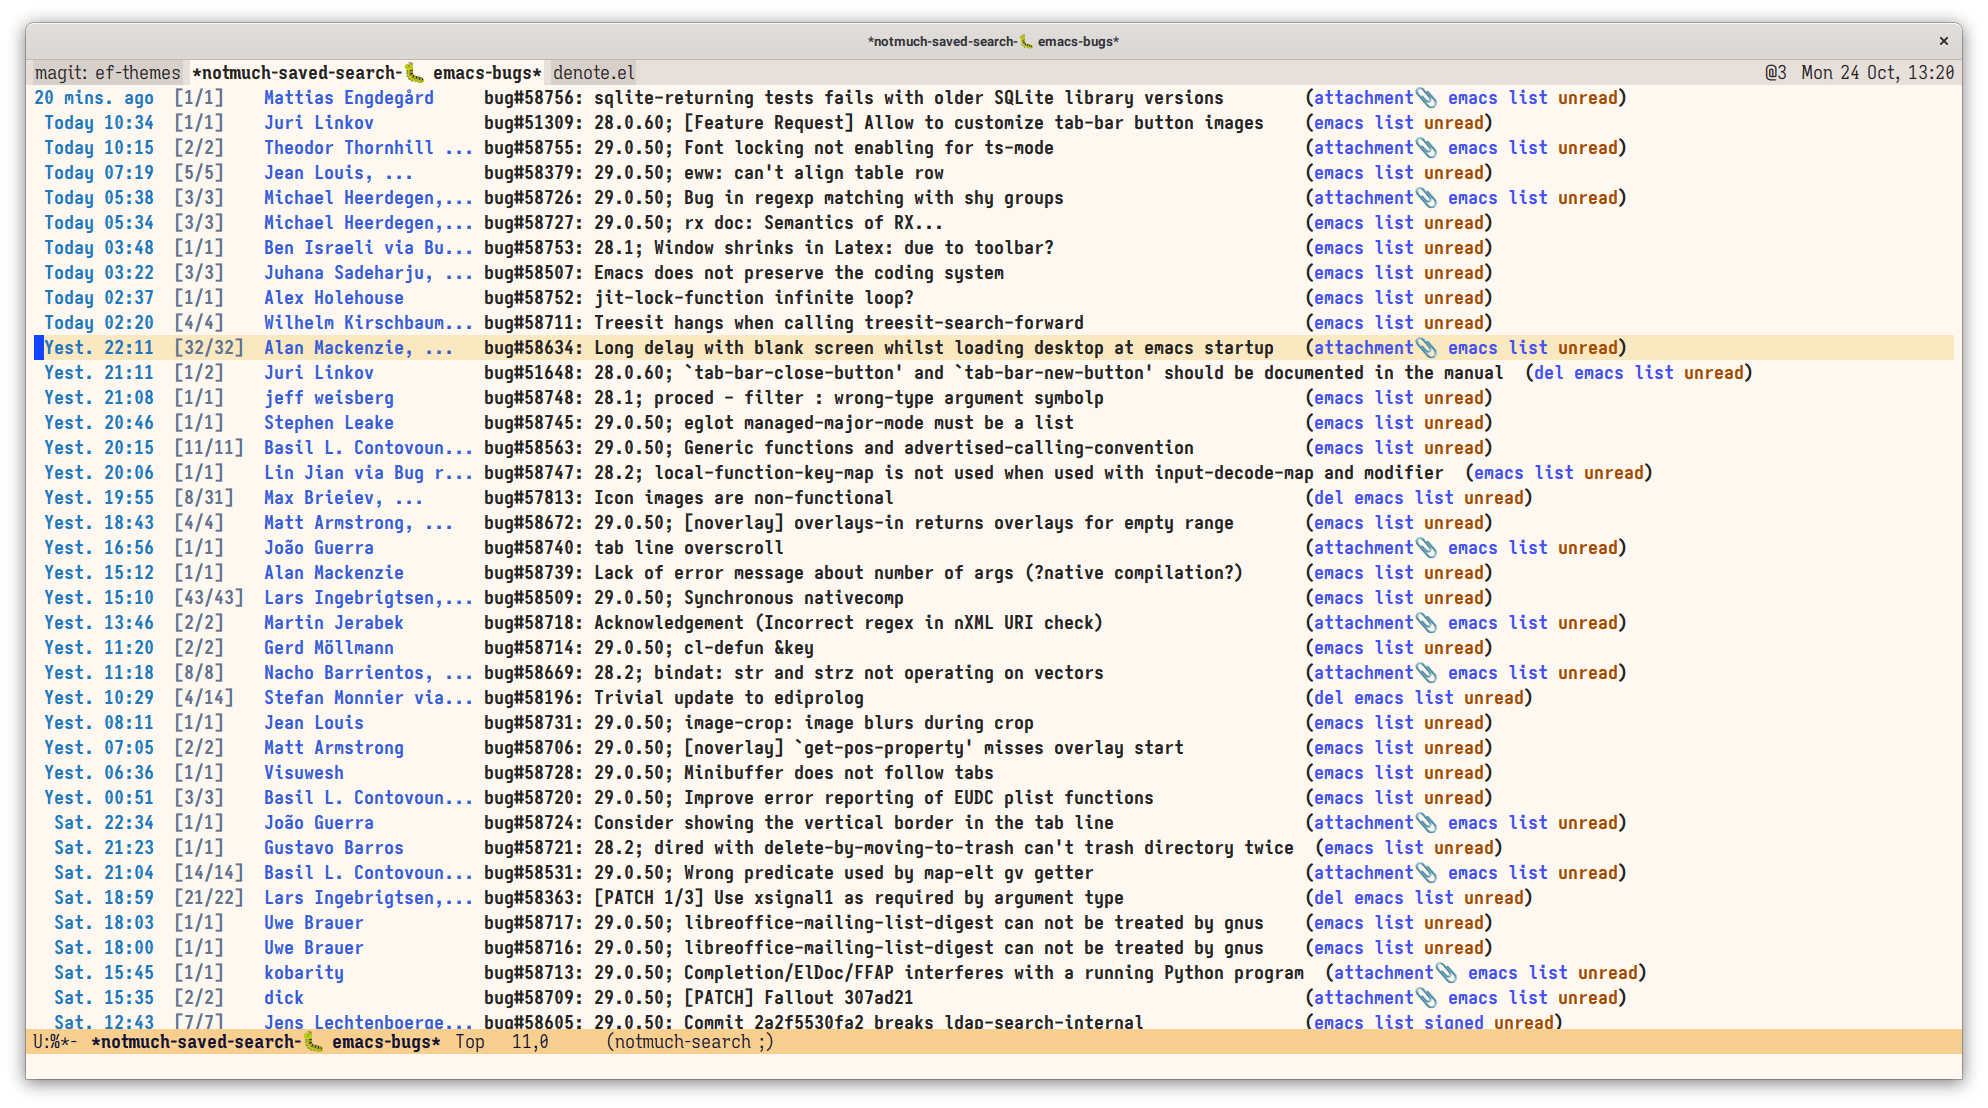 *notmuch-saved-search-🐛 emacs-bugs* ×
magit: ef-themes *notmuch-saved-search-🐛 emacs-bugs* denote.el @3 Mon 24 Oct, 13:20
20 mins. ago [1/1] Mattias Engdegård bug#58756: sqlite-returning tests fails with older SQLite library versions (attachment📎 emacs list unread)
Today 10:34 [1/1] Juri Linkov bug#51309: 28.0.60; [Feature Request] Allow to customize tab-bar button images (emacs list unread)
Today 10:15 [2/2] Theodor Thornhill ... bug#58755: 29.0.50; Font locking not enabling for ts-mode (attachment📎 emacs list unread)
Today 07:19 [5/5] Jean Louis, ... bug#58379: 29.0.50; eww: can't align table row (emacs list unread)
Today 05:38 [3/3] Michael Heerdegen,... bug#58726: 29.0.50; Bug in regexp matching with shy groups (attachment📎 emacs list unread)
Today 05:34 [3/3] Michael Heerdegen,... bug#58727: 29.0.50; rx doc: Semantics of RX... (emacs list unread)
Today 03:48 [1/1] Ben Israeli via Bu... bug#58753: 28.1; Window shrinks in Latex: due to toolbar? (emacs list unread)
Today 03:22 [3/3] Juhana Sadeharju, ... bug#58507: Emacs does not preserve the coding system (emacs list unread)
Today 02:37 [1/1] Alex Holehouse bug#58752: jit-lock-function infinite loop? (emacs list unread)
Today 02:20 [4/4] Wilhelm Kirschbaum... bug#58711: Treesit hangs when calling treesit-search-forward (emacs list unread)
Yest. 22:11 [32/32] Alan Mackenzie, ... bug#58634: Long delay with blank screen whilst loading desktop at emacs startup (attachment📎 emacs list unread)
Yest. 21:11 [1/2] Juri Linkov bug#51648: 28.0.60; `tab-bar-close-button' and `tab-bar-new-button' should be documented in the manual (del emacs list unread)
Yest. 21:08 [1/1] jeff weisberg bug#58748: 28.1; proced - filter : wrong-type argument symbolp (emacs list unread)
Yest. 20:46 [1/1] Stephen Leake bug#58745: 29.0.50; eglot managed-major-mode must be a list (emacs list unread)
Yest. 20:15 [11/11] Basil L. Contovoun... bug#58563: 29.0.50; Generic functions and advertised-calling-convention (emacs list unread)
Yest. 20:06 [1/1] Lin Jian via Bug r... bug#58747: 28.2; local-function-key-map is not used when used with input-decode-map and modifier (emacs list unread)
Yest. 19:55 [8/31] Max Brieiev, ... bug#57813: Icon images are non-functional (del emacs list unread)
Yest. 18:43 [4/4] Matt Armstrong, ... bug#58672: 29.0.50; [noverlay] overlays-in returns overlays for empty range (emacs list unread)
Yest. 16:56 [1/1] João Guerra bug#58740: tab line overscroll (attachment📎 emacs list unread)
Yest. 15:12 [1/1] Alan Mackenzie bug#58739: Lack of error message about number of args (?native compilation?) (emacs list unread)
Yest. 15:10 [43/43] Lars Ingebrigtsen,... bug#58509: 29.0.50; Synchronous nativecomp (emacs list unread)
Yest. 13:46 [2/2] Martin Jerabek bug#58718: Acknowledgement (Incorrect regex in nXML URI check) (attachment📎 emacs list unread)
Yest. 11:20 [2/2] Gerd Möllmann bug#58714: 29.0.50; cl-defun &key (emacs list unread)
Yest. 11:18 [8/8] Nacho Barrientos, ... bug#58669: 28.2; bindat: str and strz not operating on vectors (attachment📎 emacs list unread)
Yest. 10:29 [4/14] Stefan Monnier via... bug#58196: Trivial update to ediprolog (del emacs list unread)
Yest. 08:11 [1/1] Jean Louis bug#58731: 29.0.50; image-crop: image blurs during crop (emacs list unread)
Yest. 07:05 [2/2] Matt Armstrong bug#58706: 29.0.50; [noverlay] `get-pos-property' misses overlay start (emacs list unread)
Yest. 06:36 [1/1] Visuwesh bug#58728: 29.0.50; Minibuffer does not follow tabs (emacs list unread)
Yest. 00:51 [3/3] Basil L. Contovoun... bug#58720: 29.0.50; Improve error reporting of EUDC plist functions (emacs list unread)
Sat. 22:34 [1/1] João Guerra bug#58724: Consider showing the vertical border in the tab line (attachment📎 emacs list unread)
Sat. 21:23 [1/1] Gustavo Barros bug#58721: 28.2; dired with delete-by-moving-to-trash can't trash directory twice (emacs list unread)
Sat. 21:04 [14/14] Basil L. Contovoun... bug#58531: 29.0.50; Wrong predicate used by map-elt gv getter (attachment📎 emacs list unread)
Sat. 18:59 [21/22] Lars Ingebrigtsen,... bug#58363: [PATCH 1/3] Use xsignal1 as required by argument type (del emacs list unread)
Sat. 18:03 [1/1] Uwe Brauer bug#58717: 29.0.50; libreoffice-mailing-list-digest can not be treated by gnus (emacs list unread)
Sat. 18:00 [1/1] Uwe Brauer bug#58716: 29.0.50; libreoffice-mailing-list-digest can not be treated by gnus (emacs list unread)
Sat. 15:45 [1/1] kobarity bug#58713: 29.0.50; Completion/ElDoc/FFAP interferes with a running Python program (attachment📎 emacs list unread)
Sat. 15:35 [2/2] dick bug#58709: 29.0.50; [PATCH] Fallout 307ad21 (attachment📎 emacs list unread)
Sat. 12:43 [7/7] Jens Lechtenboerge... bug#58605: 29.0.50; Commit 2a2f5530fa2 breaks ldap-search-internal (emacs list signed unread)
U:%*- *notmuch-saved-search-🐛 emacs-bugs* Top 11,0 (notmuch-search ;)